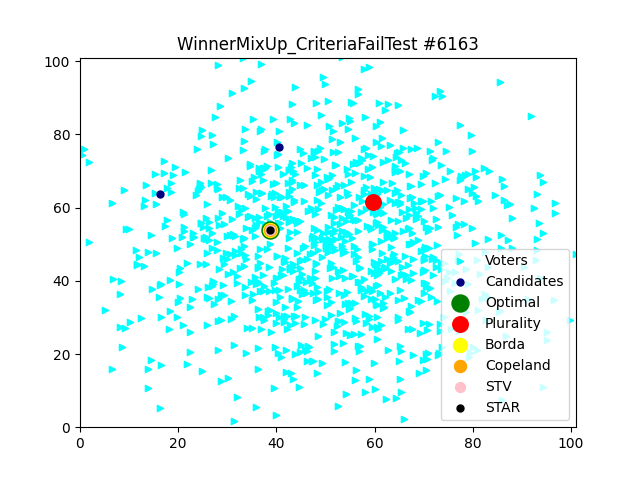 WinnerMixUp_CriteriaFailTest #6163
100
80
60
40
20
0
0 20 40 60 80 100
Voters
Candidates
Optimal
Plurality
Borda
Copeland
STV
STAR